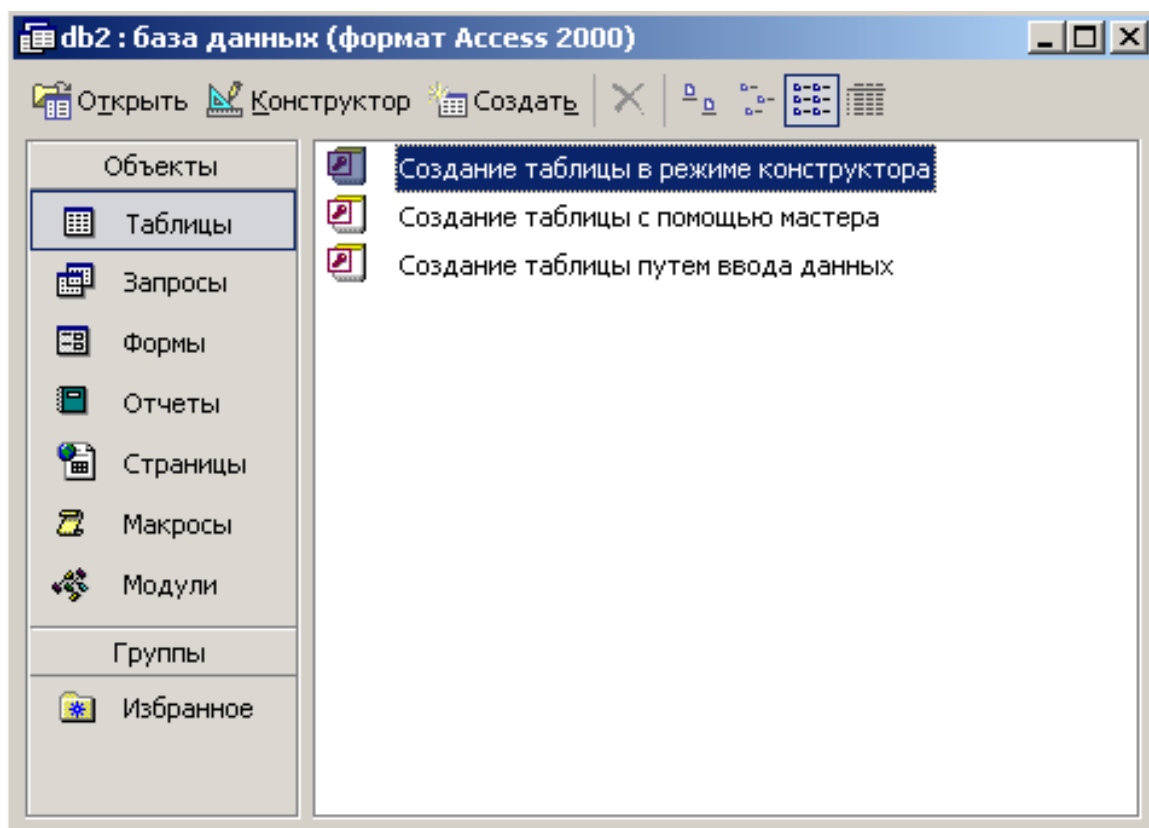 db2 : база данных (формат Access 2000)
Открыть Конструктор Создать
Объекты
Таблицы
Запросы
Формы
Отчеты
Страницы
Макросы
Модули
Группы
Избранное
Создание таблицы в режиме конструктора
Создание таблицы с помощью мастера
Создание таблицы путем ввода данных